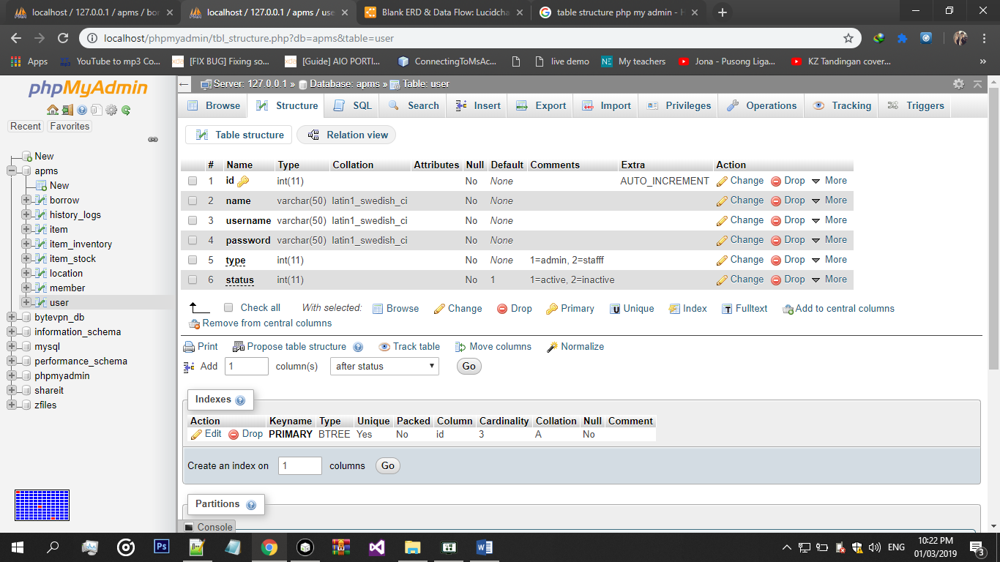 localhost / 127.0.0.1 / apms / bor
localhost / 127.0.0.1 / apms / use
Blank ERD & Data Flow: Lucidcha
table structure php my admin -
localhost/phpmyadmin/tbl_structure.php?db=apms&table=user
Apps
YouTube to mp3 Co...
[FIX BUG] Fixing so...
[Guide] AIO PORTI...
ConnectingToMsAc...
live demo
NE My teachers
Jona - Pusong Liga...
KZ Tandingan cover...
»
phpMyAdmin
Recent Favorites
New
apms
New
borrow
history_logs
item
item_inventory
item_stock
location
member
user
bytevpn_db
information_schema
mysql
performance_schema
phpmyadmin
shareit
zfiles
Server: 127.0.0.1 » Database: apms » Table: user
Browse Structure SQL Search Insert Export Import Privileges Operations Tracking Triggers
Table structure Relation view
# Name Type Collation Attributes Null Default Comments Extra Action
1 id int(11) No None AUTO_INCREMENT Change Drop More
2 name varchar(50) latin1_swedish_ci No None Change Drop More
3 username varchar(50) latin1_swedish_ci No None Change Drop More
4 password varchar(50) latin1_swedish_ci No None Change Drop More
5 type int(11) No None 1=admin, 2=stafff Change Drop More
6 status int(11) No 1 1=active, 2=inactive Change Drop More
Check all With selected: Browse Change Drop Primary Unique Index Fulltext Add to central columns
Remove from central columns
Print Propose table structure Track table Move columns Normalize
Add 1 column(s) after status Go
Indexes
Action Keyname Type Unique Packed Column Cardinality Collation Null Comment
Edit Drop PRIMARY BTREE Yes No id 3 A No
Create an index on 1 columns Go
Partitions
Console
Ps
ENG
10:22 PM
01/03/2019
3